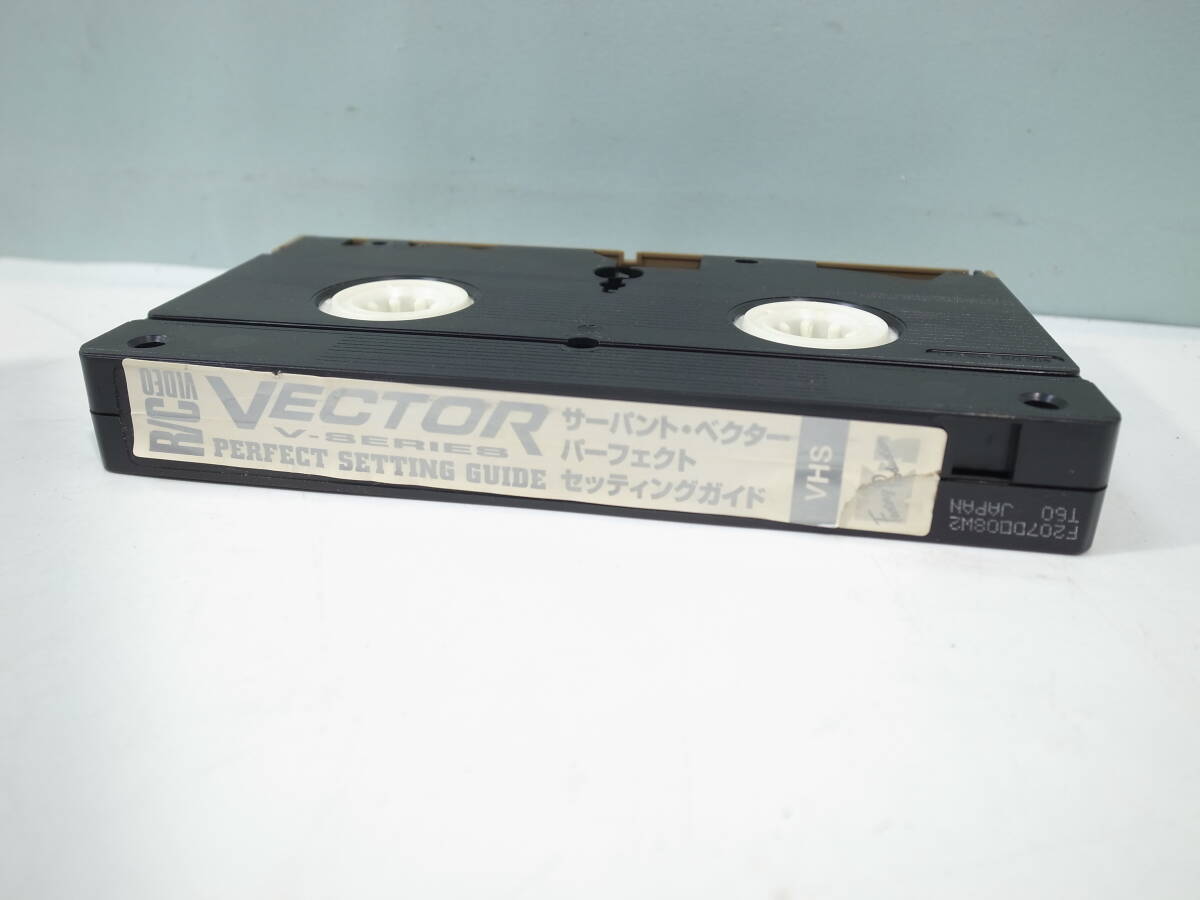 R/C
VIDEO
VECTOR
V-SERIES
PERFECT SETTING GUIDE
サーバント・ベクター
パーフェクト
セッティングガイド
VHS
T60
JAPAN